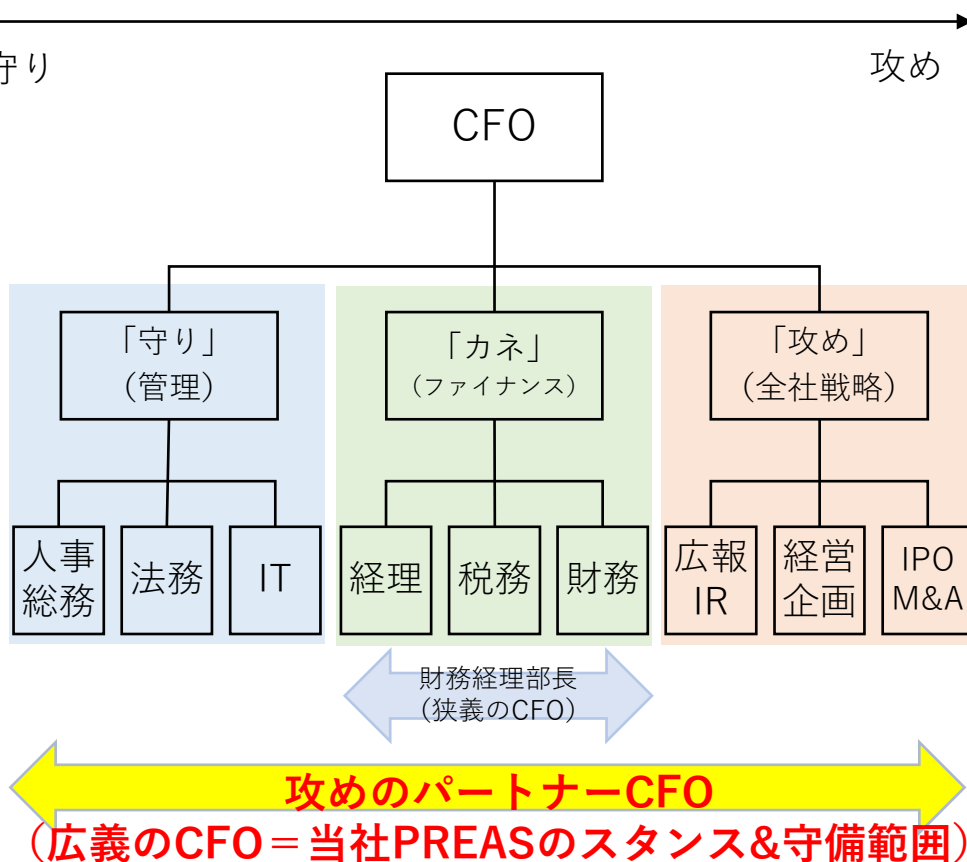 守り
攻め
CFO
「守り」
（管理）
「カネ」
（ファイナンス）
「攻め」
（全社戦略）
人事
総務
法務
IT
経理
税務
財務
広報
IR
経営
企画
IPO
M&A
財務経理部長
（狭義のCFO）
攻めのパートナーCFO
（広義のCFO＝当社PREASのスタンス&守備範囲）